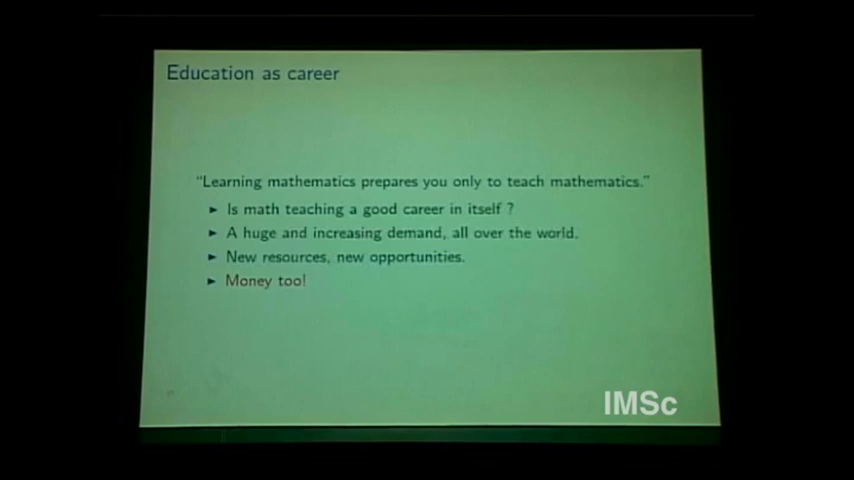 Education as career
"Learning mathematics prepares you only to teach mathematics."
► Is math teaching a good career in itself ?
► A huge and increasing demand, all over the world.
► New resources, new opportunities.
► Money too!
IMSc